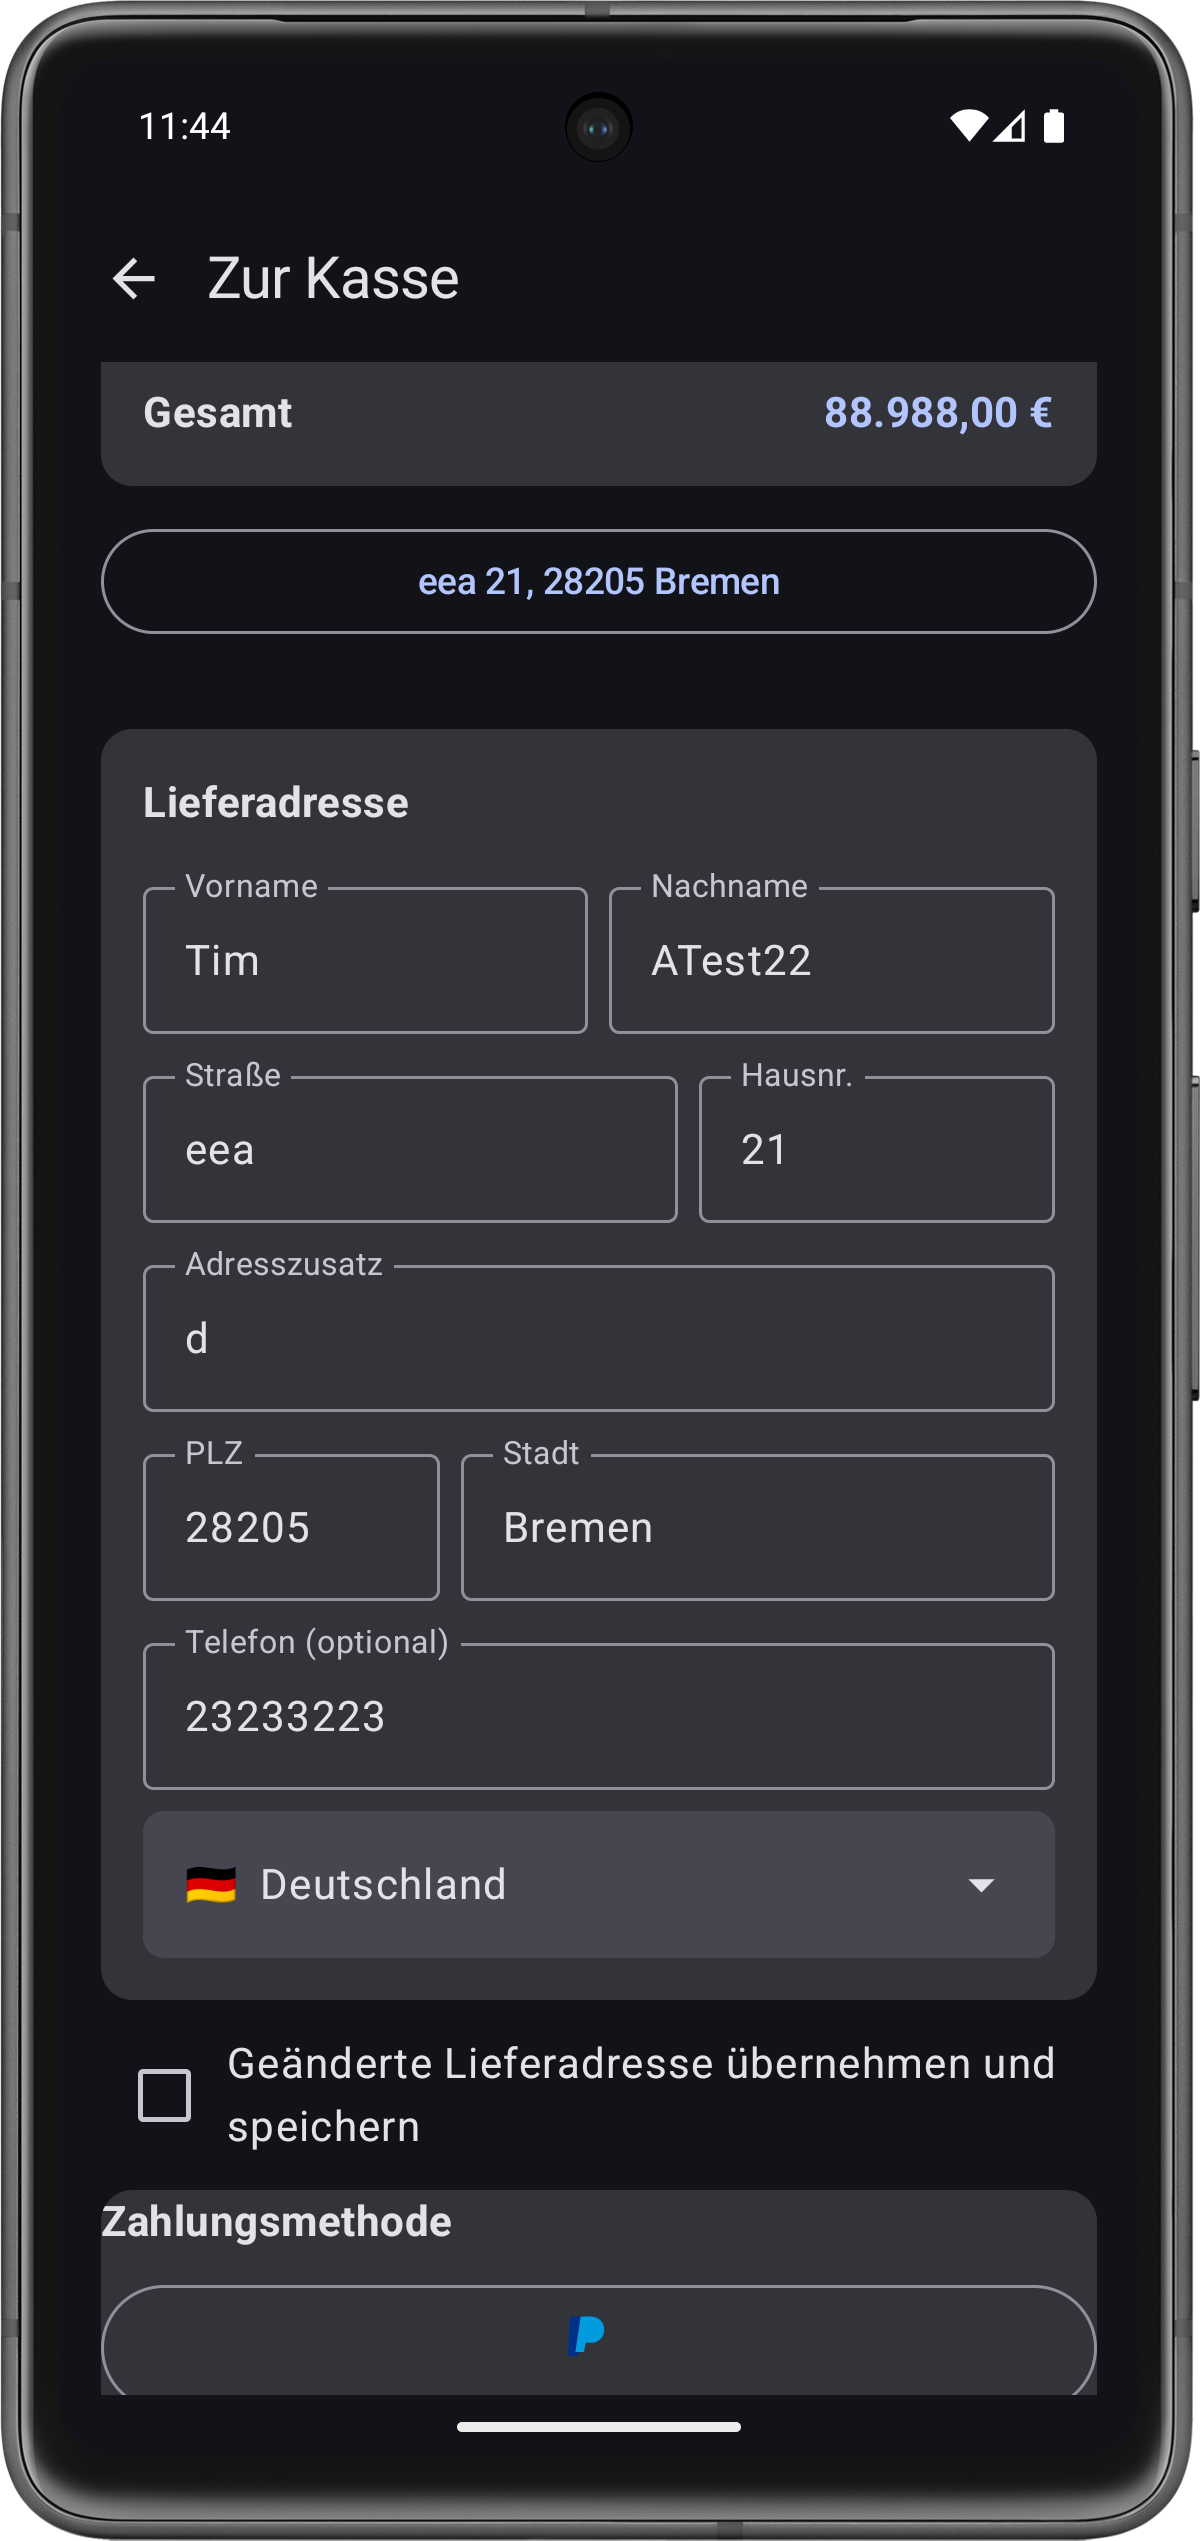 11:44
Zur Kasse
Gesamt 88.988,00 €
eea 21, 28205 Bremen
Lieferadresse
Vorname Nachname
Tim ATest22
Straße Hausnr.
eea 21
Adresszusatz
d
PLZ Stadt
28205 Bremen
Telefon (optional)
23233223
Deutschland
Geänderte Lieferadresse übernehmen und
speichern
Zahlungsmethode